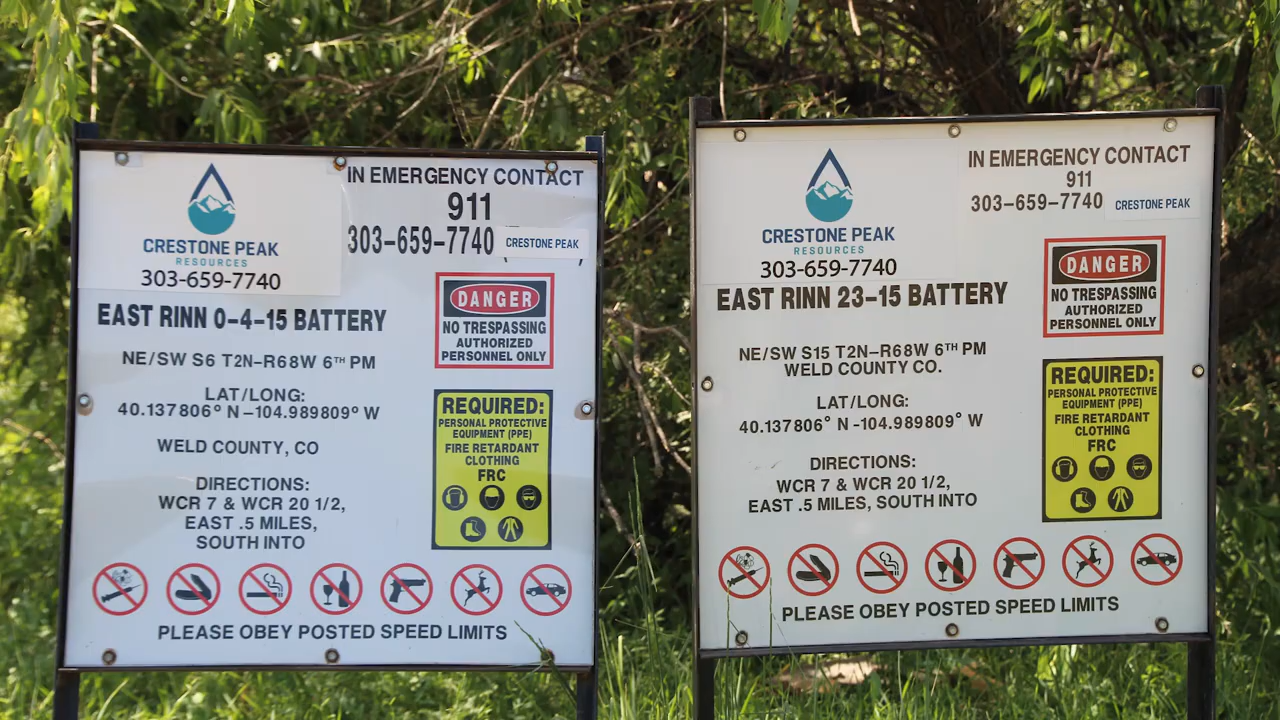 CRESTONE PEAK
RESOURCES
303-659-7740
IN EMERGENCY CONTACT
911
303-659-7740 CRESTONE PEAK
EAST RINN 0-4-15 BATTERY
NE/SW S6 T2N-R68W 6TH PM
LAT/LONG:
40.137806° N -104.989809° W
WELD COUNTY, CO
DIRECTIONS:
WCR 7 & WCR 20 1/2,
EAST .5 MILES,
SOUTH INTO
DANGER
NO TRESPASSING
AUTHORIZED
PERSONNEL ONLY
REQUIRED:
PERSONAL PROTECTIVE
EQUIPMENT (PPE)
FIRE RETARDANT
CLOTHING
FRC
PLEASE OBEY POSTED SPEED LIMITS
CRESTONE PEAK
RESOURCES
303-659-7740
IN EMERGENCY CONTACT
911
303-659-7740 CRESTONE PEAK
EAST RINN 23-15 BATTERY
NE/SW S15 T2N-R68W 6TH PM
WELD COUNTY CO.
LAT/LONG:
40.137806° N -104.989809° W
DIRECTIONS:
WCR 7 & WCR 20 1/2,
EAST .5 MILES, SOUTH INTO
DANGER
NO TRESPASSING
AUTHORIZED
PERSONNEL ONLY
REQUIRED:
PERSONAL PROTECTIVE
EQUIPMENT (PPE)
FIRE RETARDANT
CLOTHING
FRC
PLEASE OBEY POSTED SPEED LIMITS